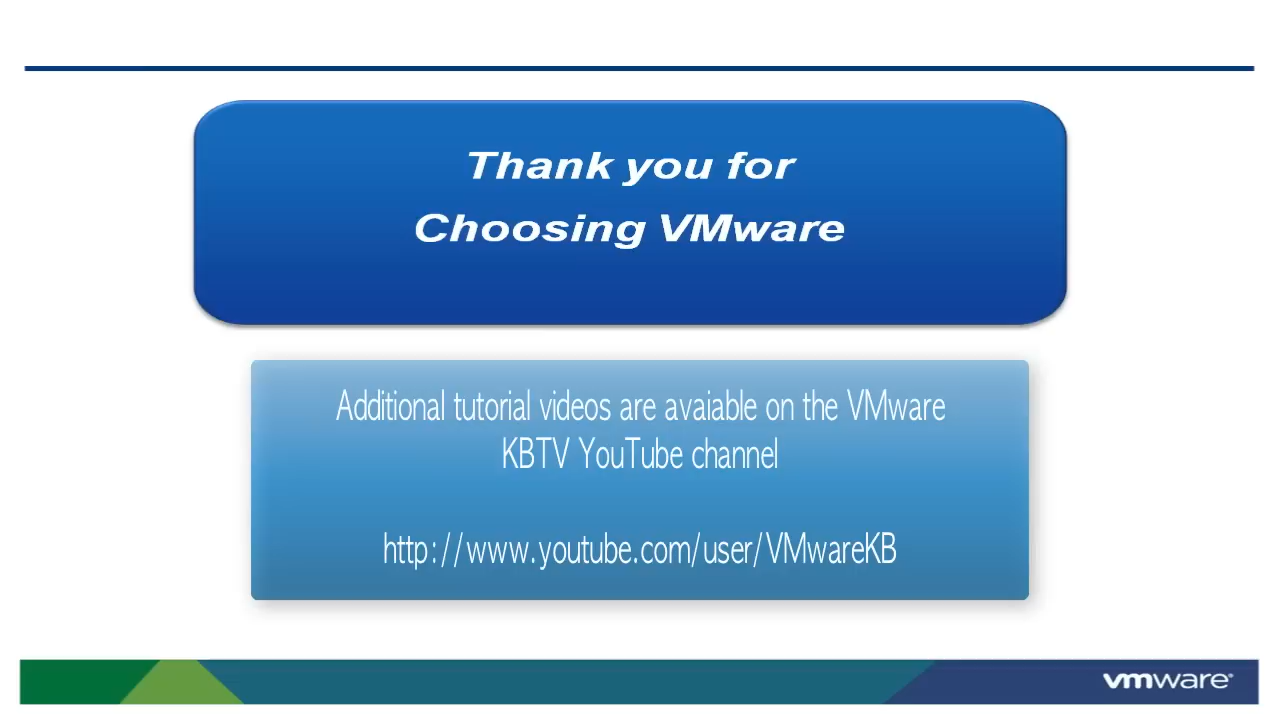 Thank you for
Choosing VMware
Additional tutorial videos are avaiable on the VMware
KBTV YouTube channel
http://www.youtube.com/user/VMwareKB
vmware®